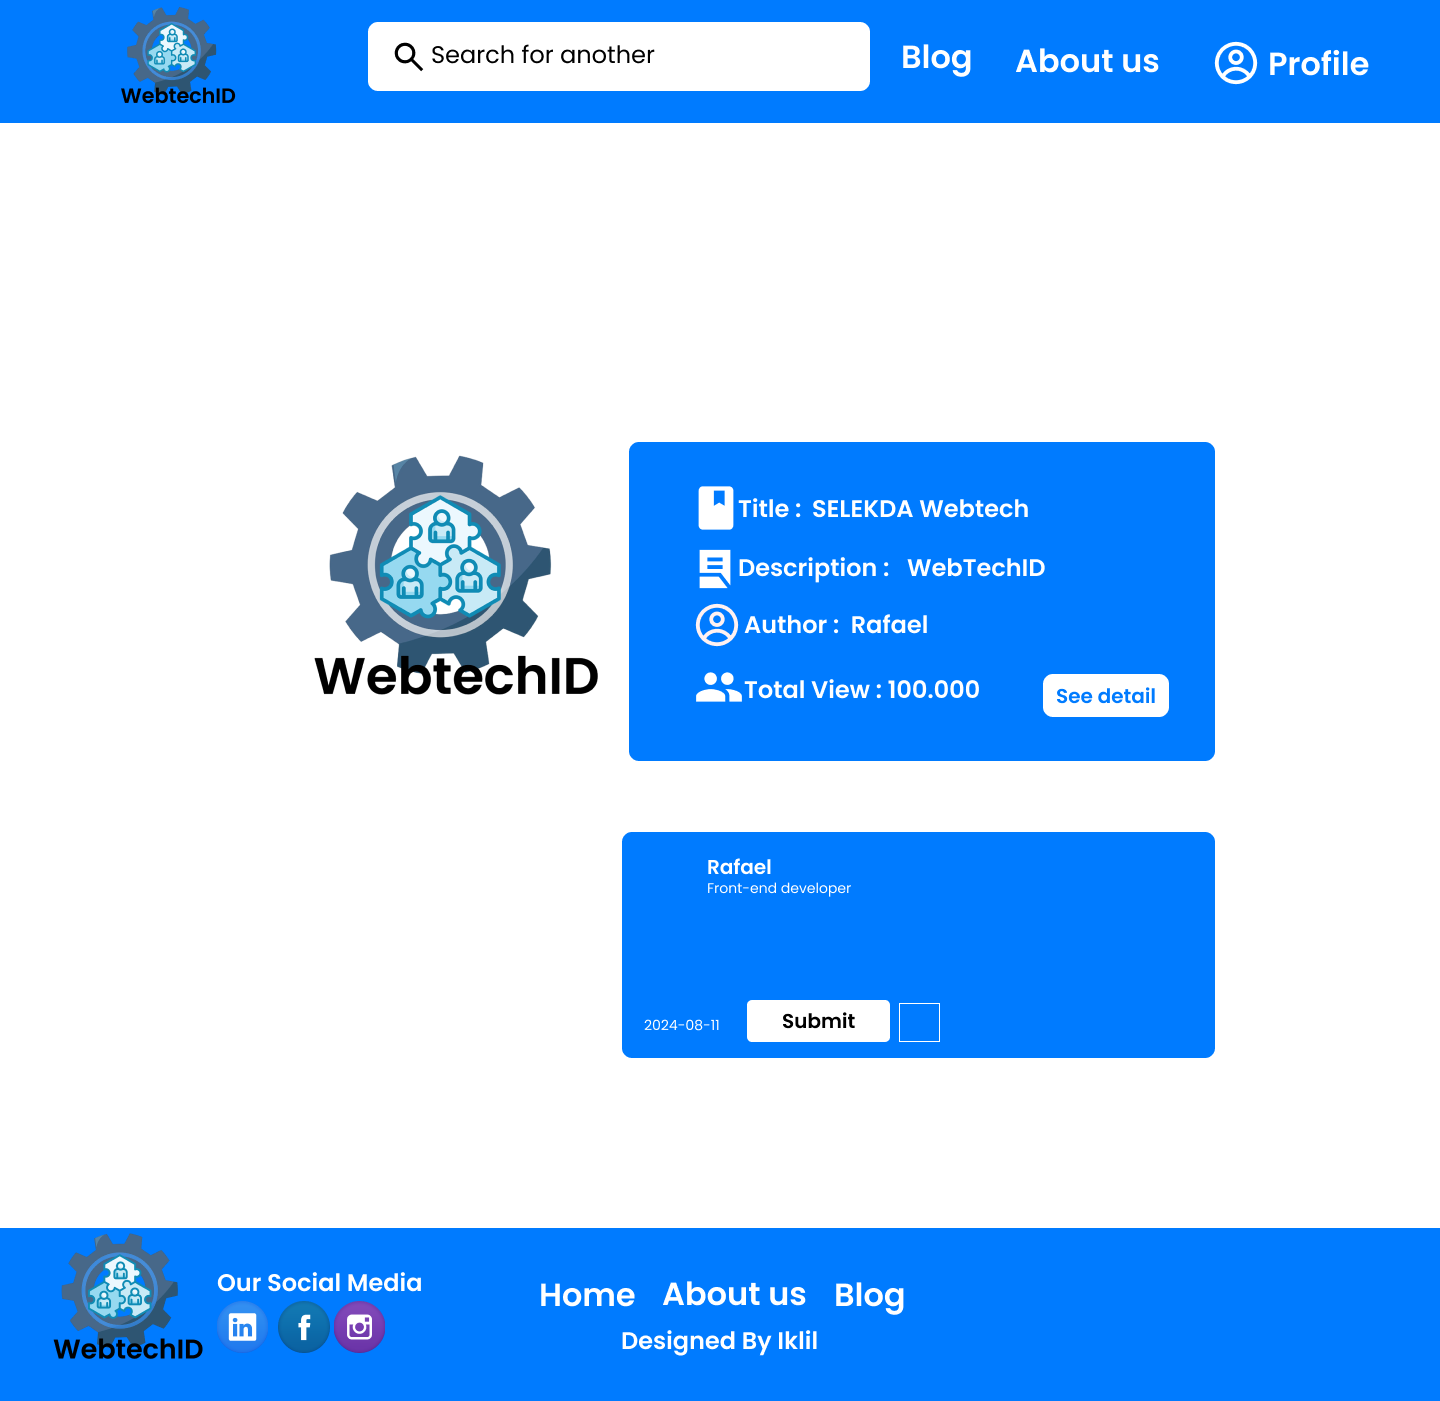 WebtechID
Search for another
Blog
About us
Profile
WebtechID
Title : SELEKDA Webtech
Description : WebTechID
Author : Rafael
Total View : 100.000
See detail
Rafael
Front-end developer
2024-08-11
Submit
WebtechID
Our Social Media
in
f
Home About us Blog
Designed By Iklil